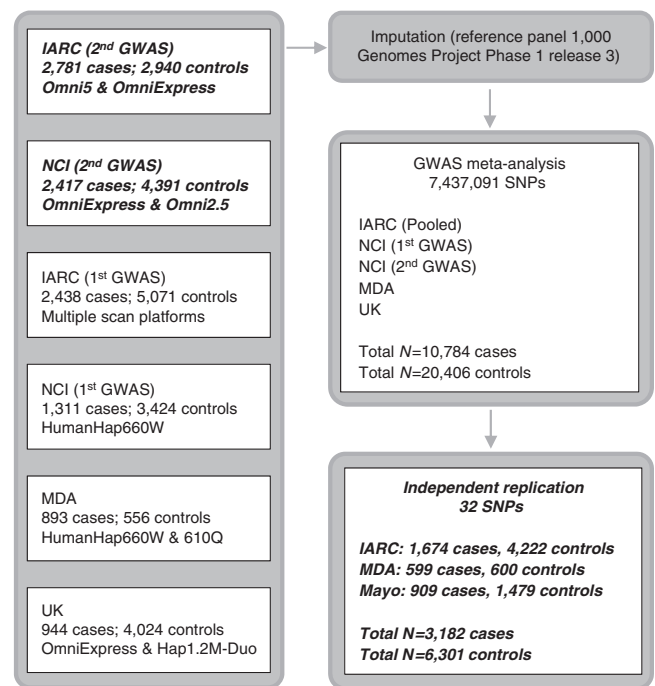 IARC (2nd GWAS)
2,781 cases; 2,940 controls
Omni5 & OmniExpress
NCI (2nd GWAS)
2,417 cases; 4,391 controls
OmniExpress & Omni2.5
IARC (1st GWAS)
2,438 cases; 5,071 controls
Multiple scan platforms
NCI (1st GWAS)
1,311 cases; 3,424 controls
HumanHap660W
MDA
893 cases; 556 controls
HumanHap660W & 610Q
UK
944 cases; 4,024 controls
OmniExpress & Hap1.2M-Duo
Imputation (reference panel 1,000
Genomes Project Phase 1 release 3)
GWAS meta-analysis
7,437,091 SNPs
IARC (Pooled)
NCI (1st GWAS)
NCI (2nd GWAS)
MDA
UK
Total N=10,784 cases
Total N=20,406 controls
Independent replication
32 SNPs
IARC: 1,674 cases, 4,222 controls
MDA: 599 cases, 600 controls
Mayo: 909 cases, 1,479 controls
Total N=3,182 cases
Total N=6,301 controls